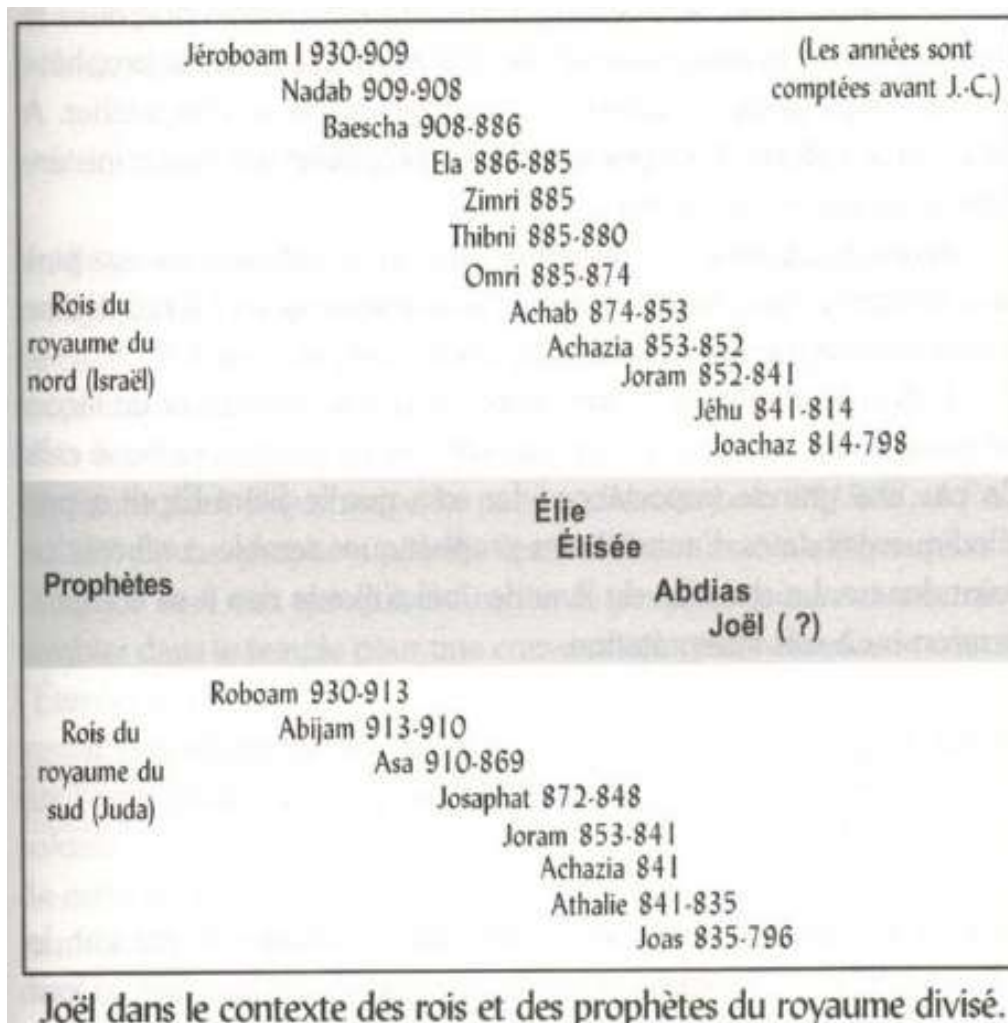 Jéroboam I 930-909
(Les années sont
comptées avant J.-C.)
Nadab 909-908
Baescha 908-886
Ela 886-885
Zimri 885
Thibni 885-880
Omri 885-874
Rois du
royaume du
nord (Israël)
Achab 874-853
Achazia 853-852
Joram 852-841
Jéhu 841-814
Joachaz 814-798
Prophètes
Élie
Élisée
Abdias
Joël ( ?)
Rois du
royaume du
sud (Juda)
Roboam 930-913
Abijam 913-910
Asa 910-869
Josaphat 872-848
Joram 853-841
Achazia 841
Athalie 841-835
Joas 835-796
Joël dans le contexte des rois et des prophètes du royaume divisé.